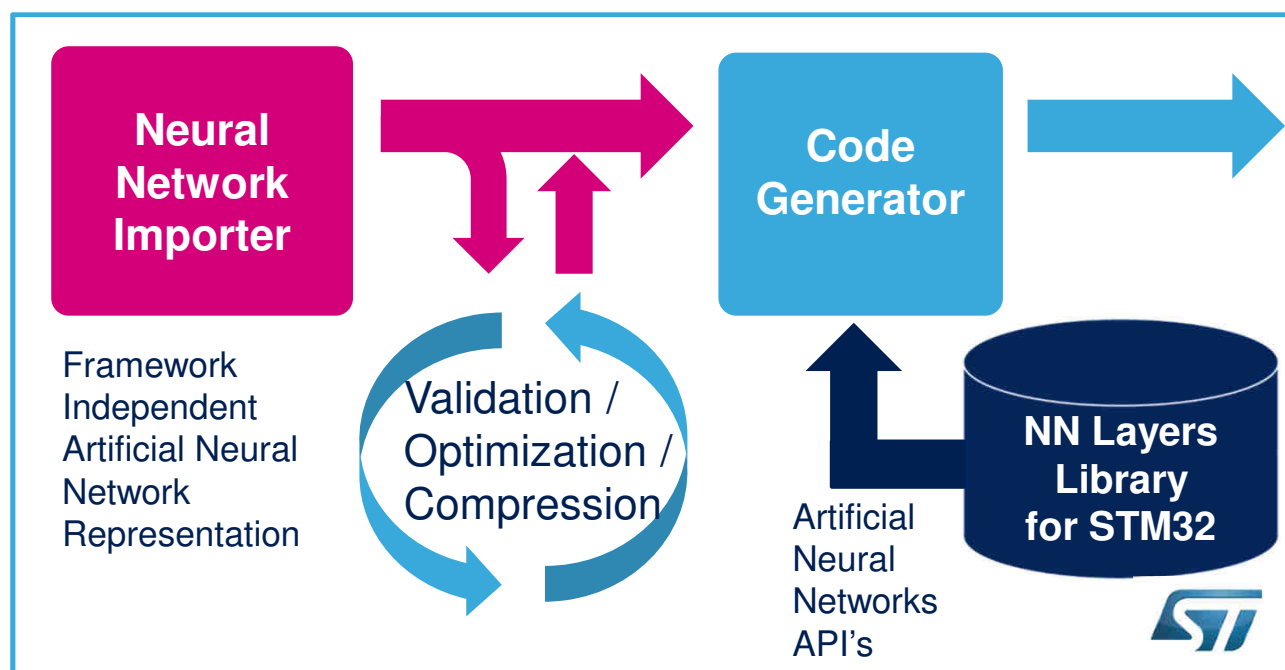 Neural
Network
Importer
Code
Generator
Framework
Independent
Artificial Neural
Network
Representation
Validation /
Optimization /
Compression
NN Layers
Library
for STM32
Artificial
Neural
Networks
API's
ST